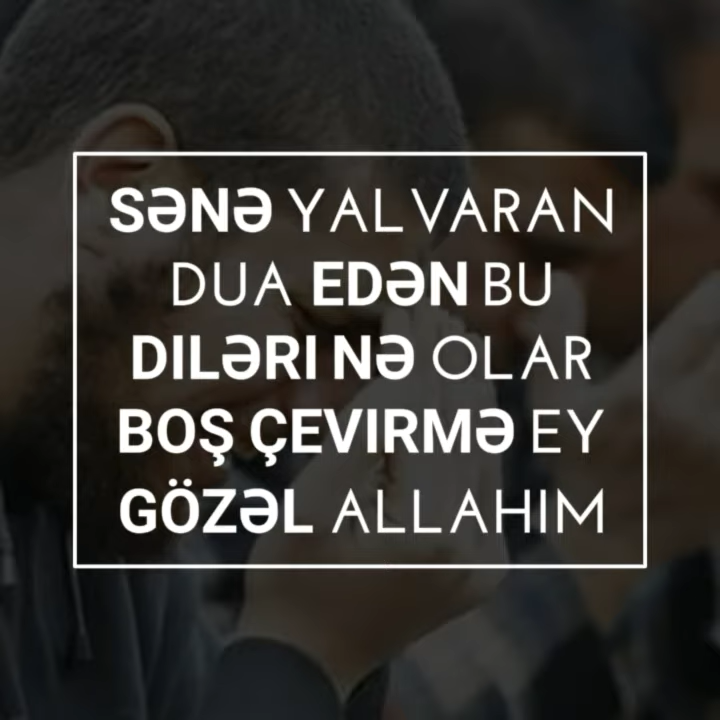 SƏNƏ YALVARAN
DUA EDƏN BU
DILƏRI NƏ OLAR
BOŞ ÇEVIRMƏ EY
GÖZƏL ALLAHIM